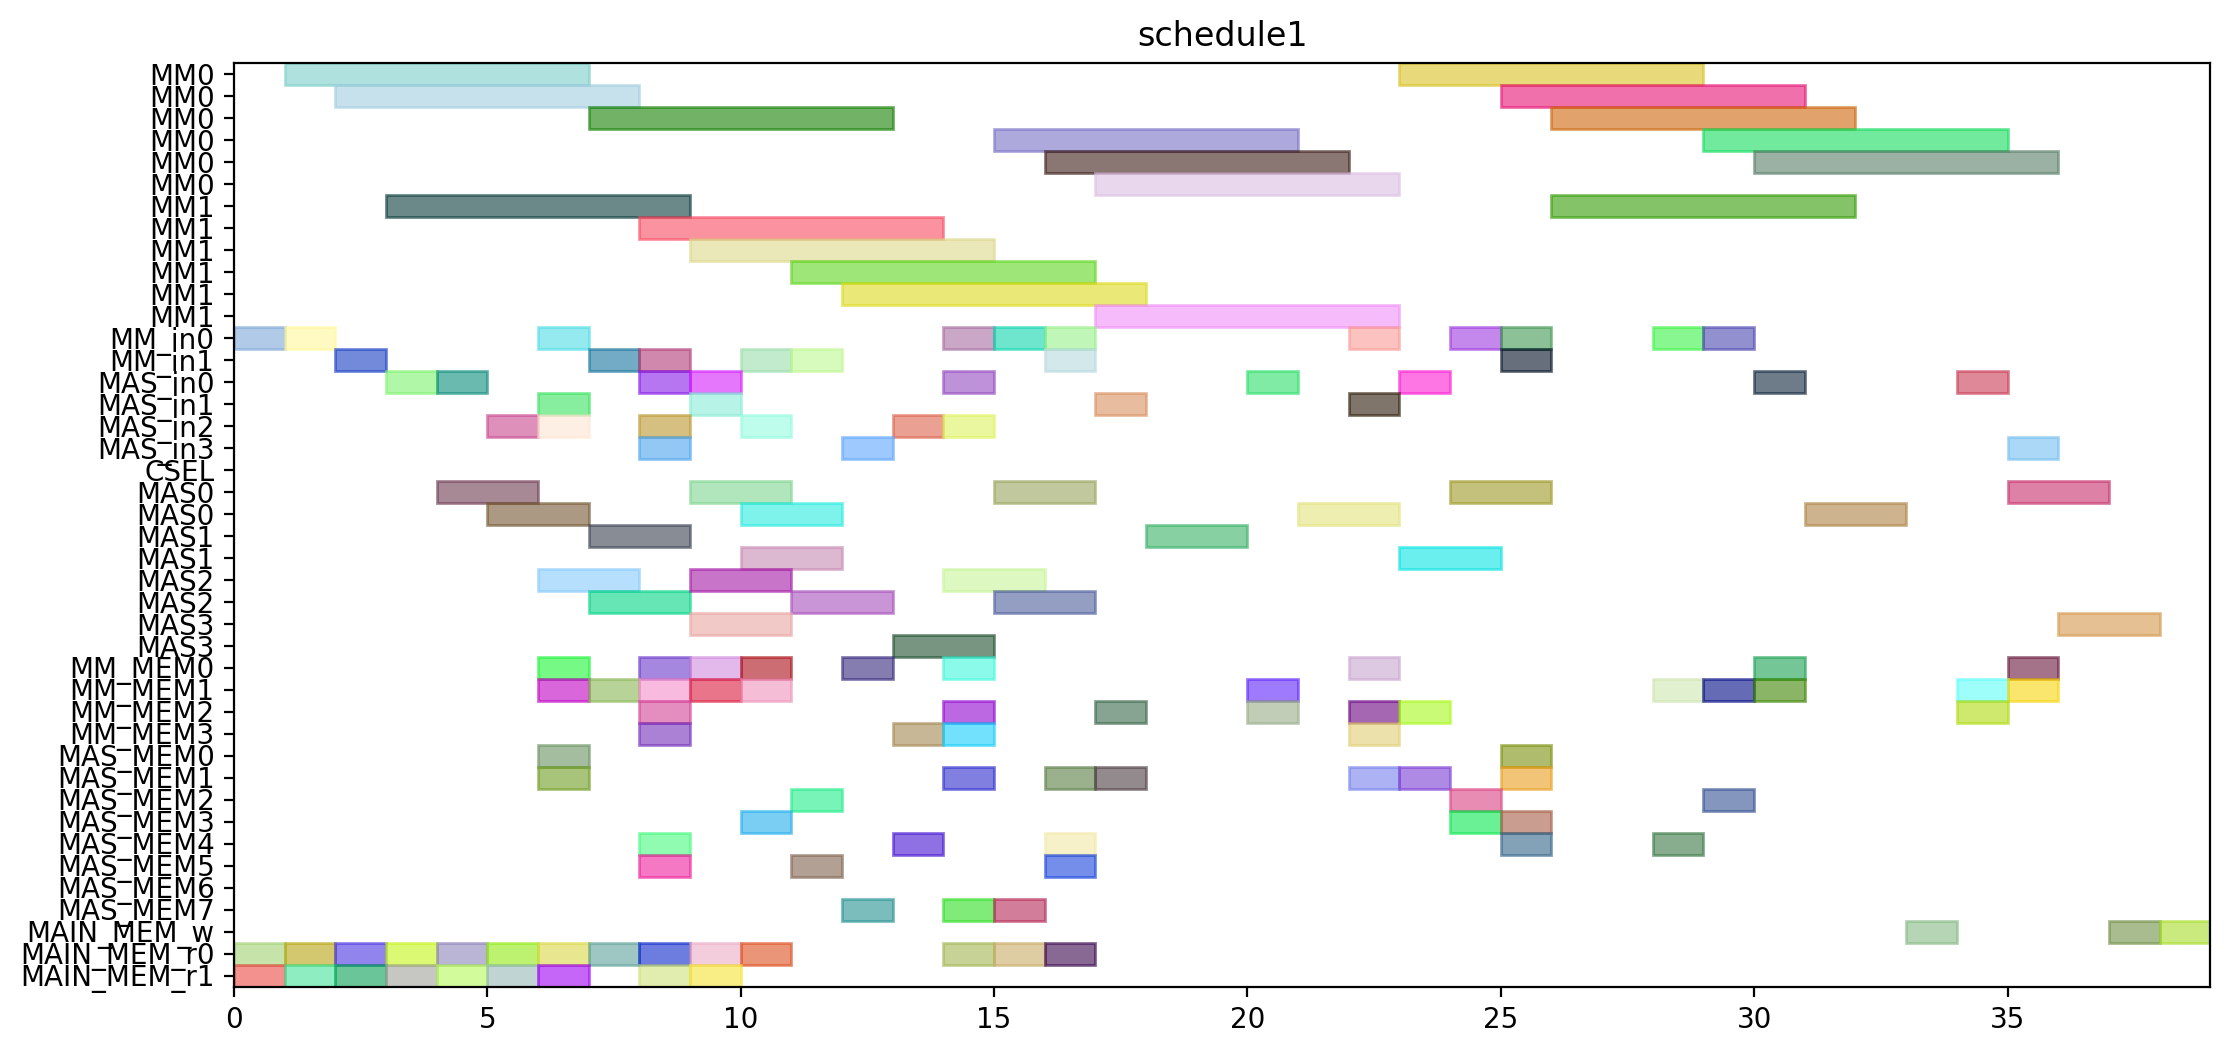 schedule1
MM0
MM0
MM0
MM0
MM0
MM0
MM1
MM1
MM1
MM1
MM1
MM1
MM_in0
MM_in1
MAS_in0
MAS_in1
MAS_in2
MAS_in3
CSEL
MAS0
MAS0
MAS1
MAS1
MAS2
MAS2
MAS3
MAS3
MM_MEM0
MM_MEM1
MM_MEM2
MM_MEM3
MAS_MEM0
MAS_MEM1
MAS_MEM2
MAS_MEM3
MAS_MEM4
MAS_MEM5
MAS_MEM6
MAS_MEM7
MAIN_MEM_w
MAIN_MEM_r0
MAIN_MEM_r1
0 5 10 15 20 25 30 35